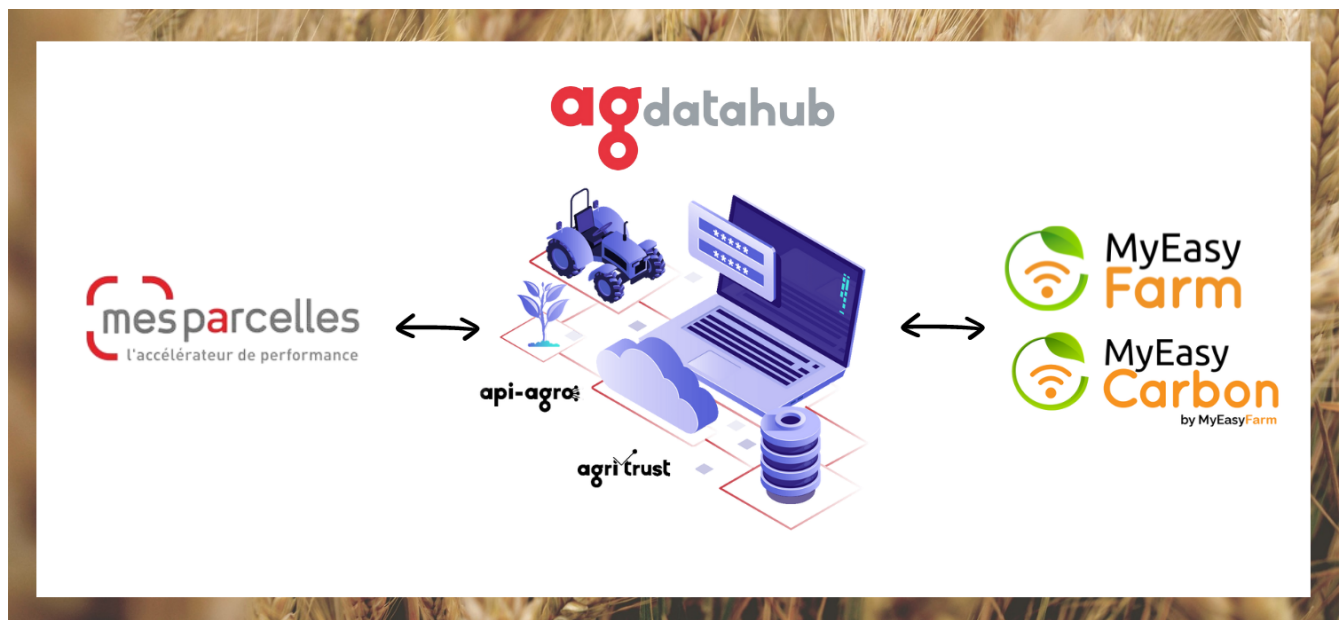 agdatahub
mesparcelles
l'accélérateur de performance
api-agro
agritrust
MyEasy
Farm
MyEasy
Carbon
by MyEasyFarm